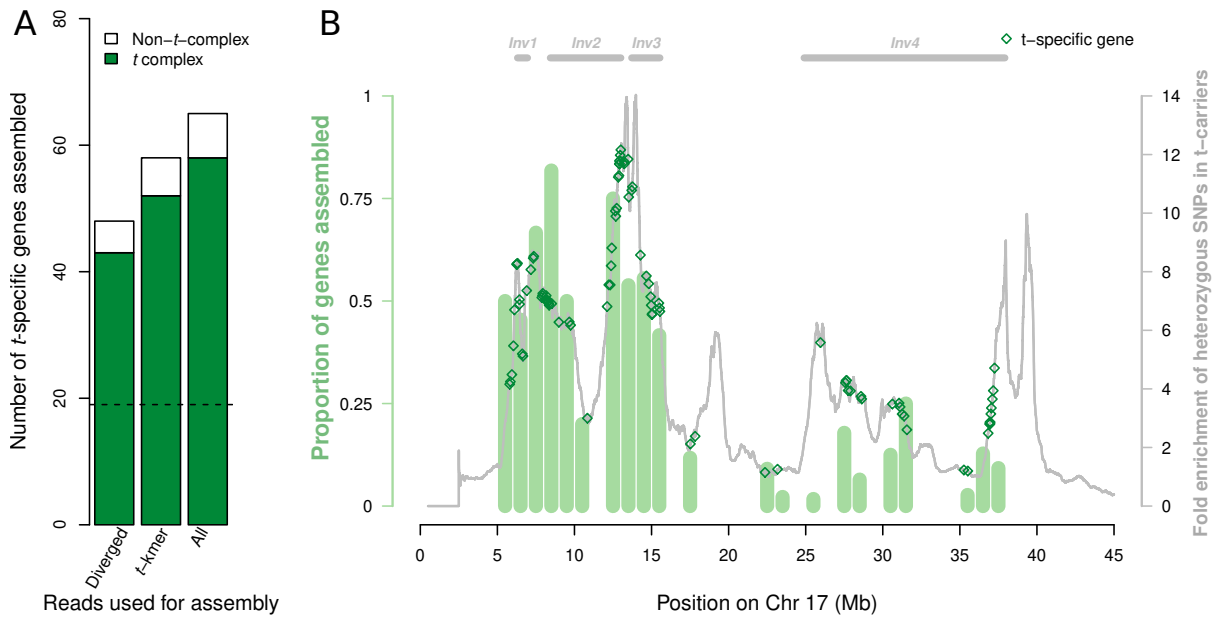 A
Number of t-specific genes assembled
80
60
40
20
0
Non−t−complex
t complex
Diverged
t−kmer
All
Reads used for assembly
B
Inv1
Inv2
Inv3
Inv4
t−specific gene
Proportion of genes assembled
1
0.75
0.5
0.25
0
14
12
10
8
6
4
2
0
Fold enrichment of heterozygous SNPs in t−carriers
0
5
10
15
20
25
30
35
40
45
Position on Chr 17 (Mb)